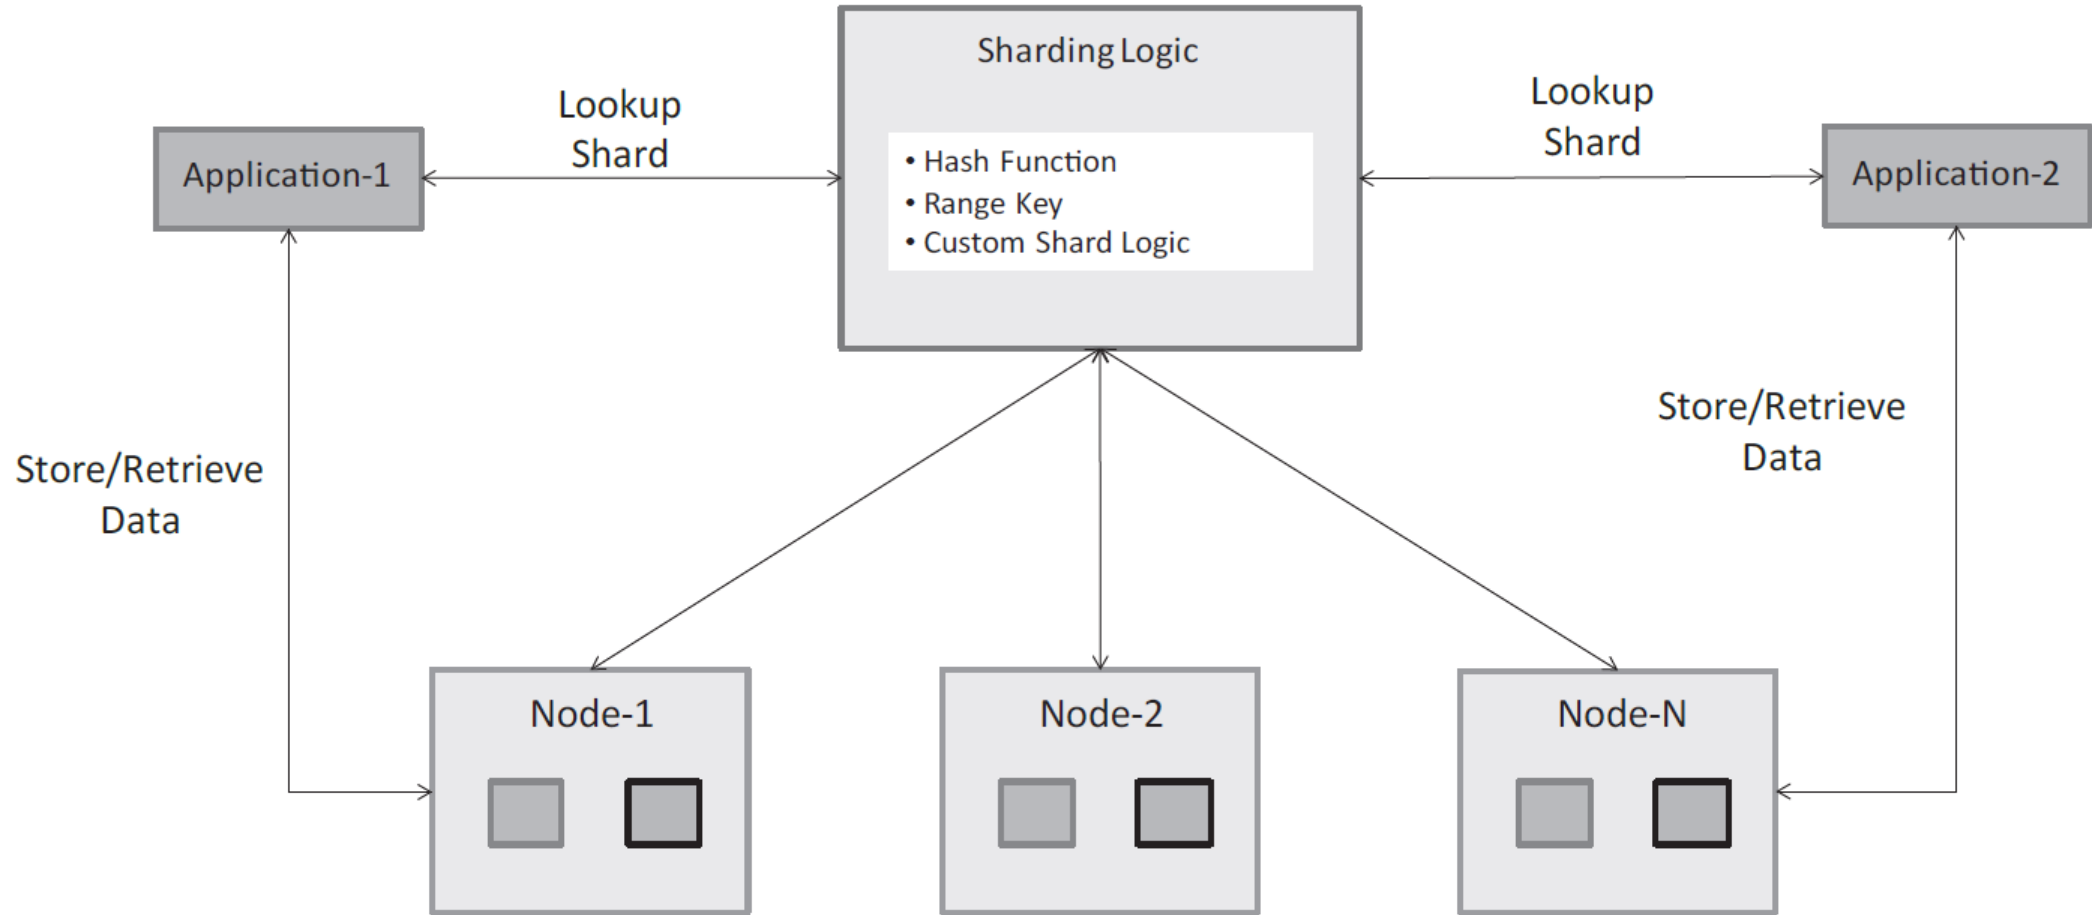 Sharding Logic
Lookup
Shard
Lookup
Shard
Application-1
• Hash Function
• Range Key
• Custom Shard Logic
Application-2
Store/Retrieve
Data
Store/Retrieve
Data
Node-1
Node-2
Node-N